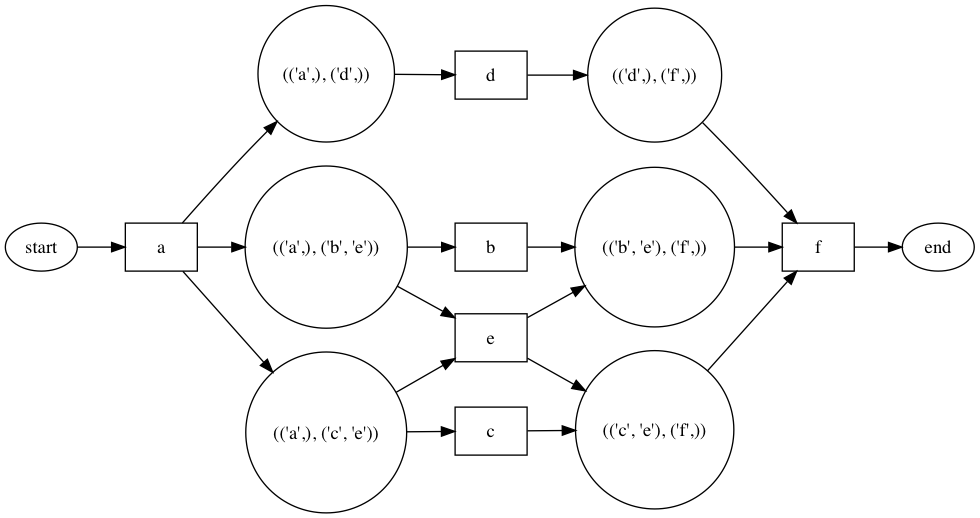 (('a',), ('d',))
d
(('d',), ('f',))
start
a
(('a',), ('b', 'e'))
b
(('b', 'e'), ('f',))
f
end
e
(('a',), ('c', 'e'))
c
(('c', 'e'), ('f',))